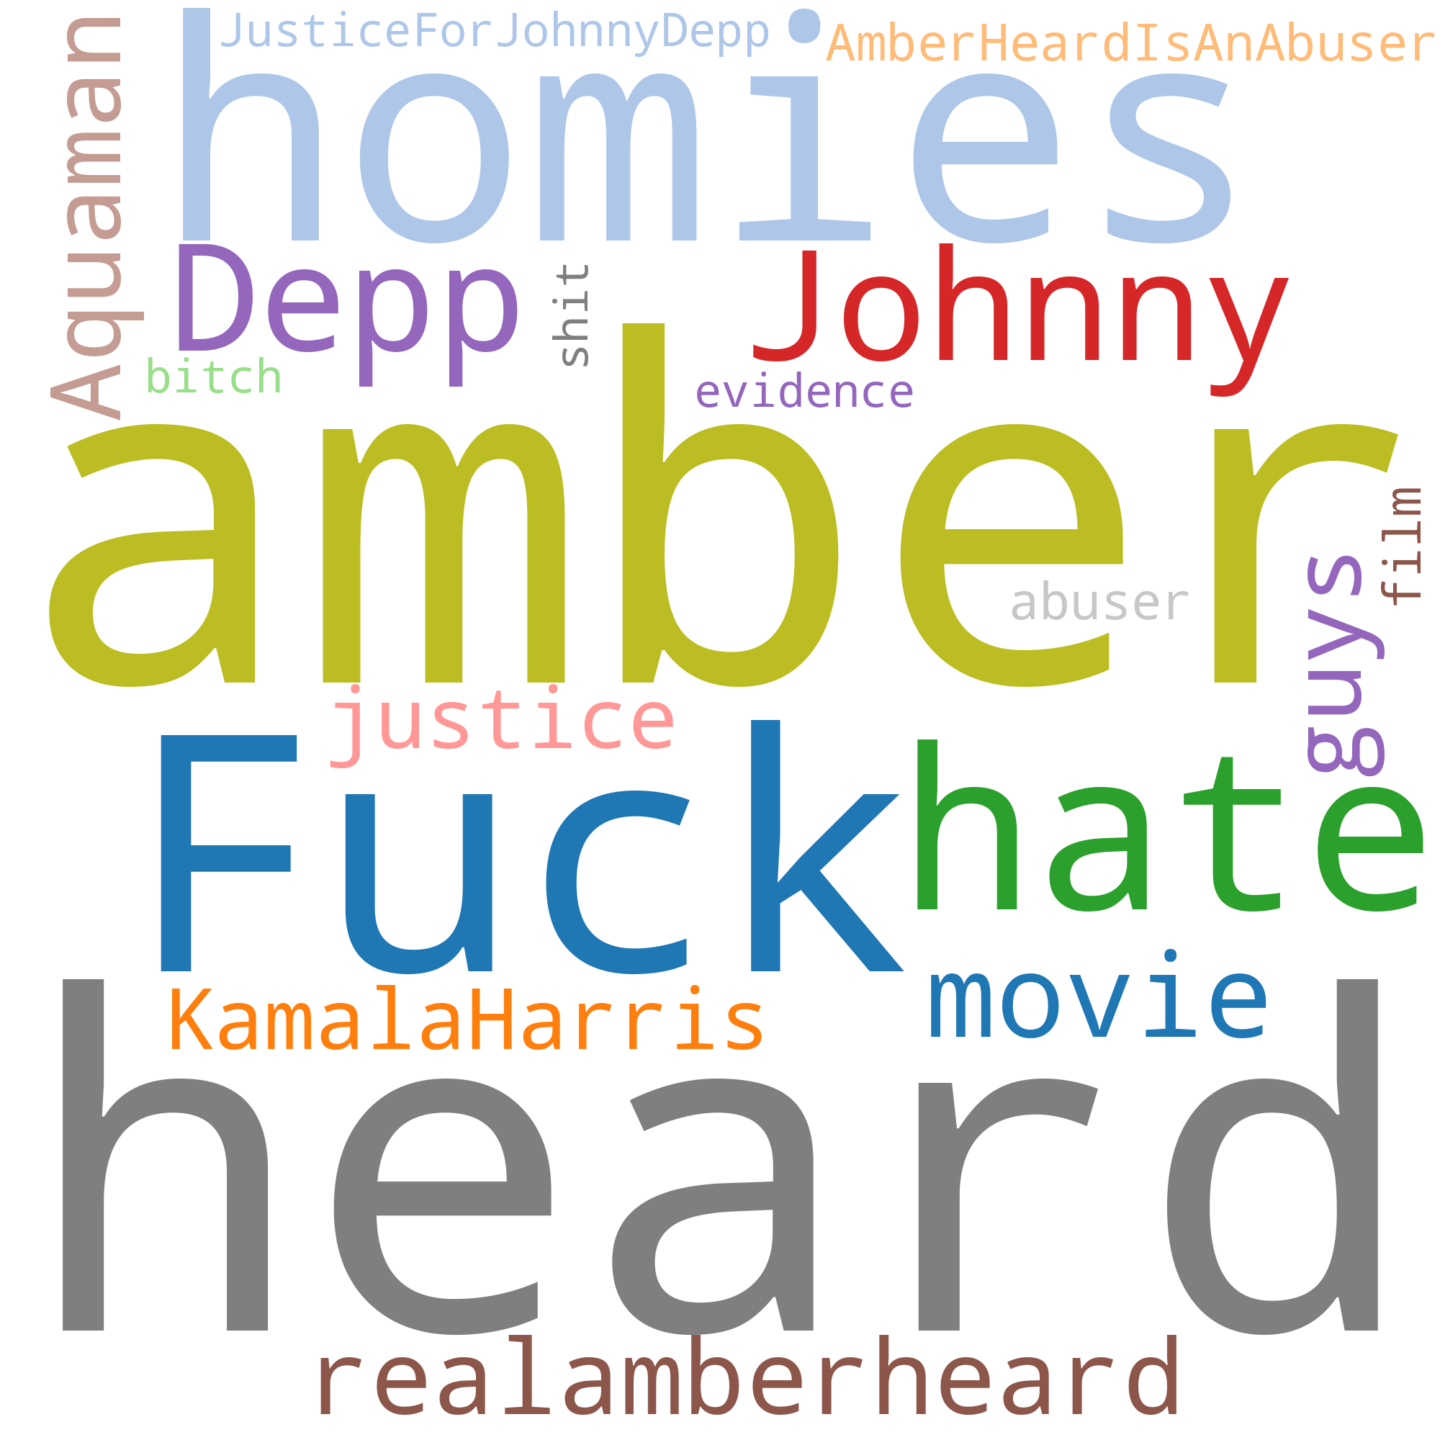 JusticeForJohnnyDepp
AmberHeardIsAnAbuser
Aquaman
homies
Depp
shit
Johnny
bitch
evidence
amber
film
abuser
guys
justice
Fuck
hate
KamalaHarris
movie
heard
realamberheard